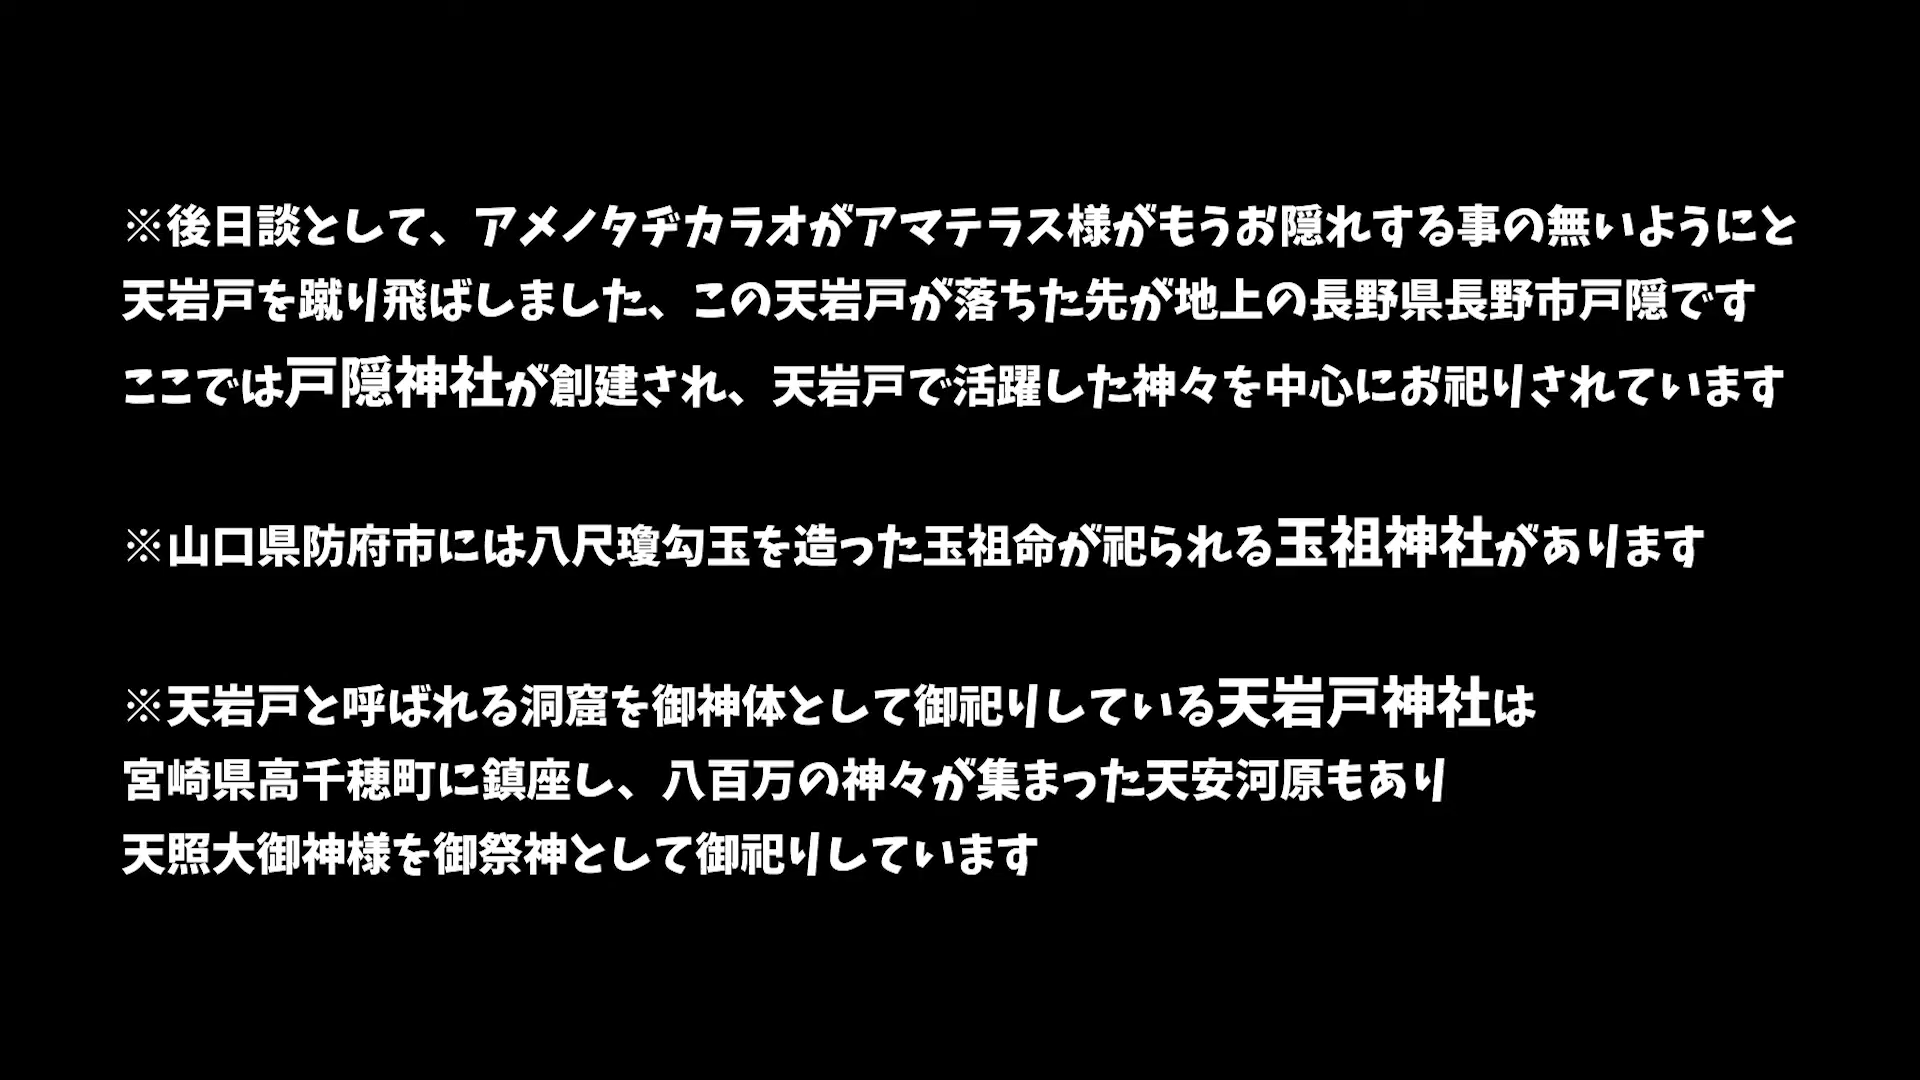 ※後日談として、アメノタヂカラオがアマテラス様がもうお隠れする事の無いようにと
天岩戸を蹴り飛ばしました、この天岩戸が落ちた先が地上の長野県長野市戸隠です
ここでは戸隠神社が創建され、天岩戸で活躍した神々を中心にお祀りされています
※山口県防府市には八尺瓊勾玉を造った玉祖命が祀られる玉祖神社があります
※天岩戸と呼ばれる洞窟を御神体として御祀りしている天岩戸神社は
宮崎県高千穂町に鎮座し、八百万の神々が集まった天安河原もあり
天照大御神様を御祭神として御祀りしています